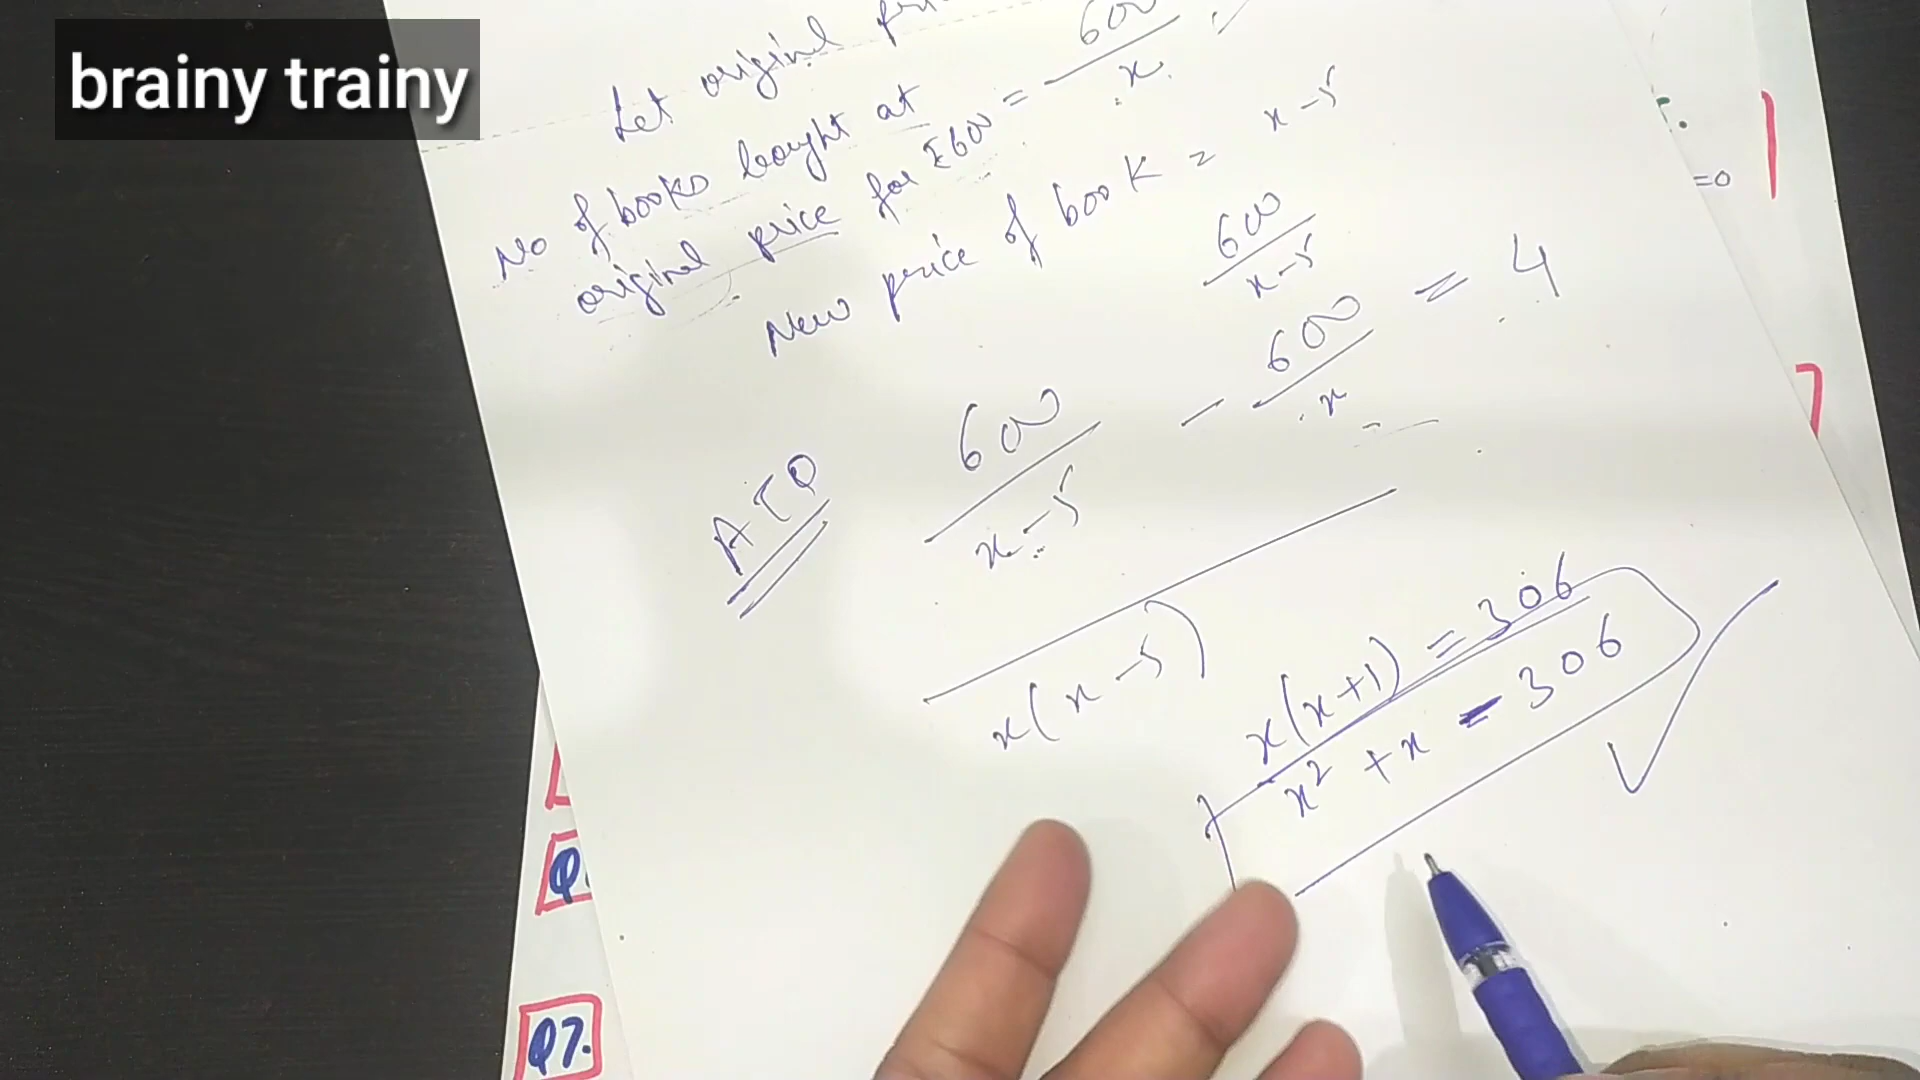 brainy trainy
Let original
600
No of books bought at = x
original price for ₹600
New price of book = x-5
600
x-5
ATQ 600 - 600 = 4
x-5 x
x(x-5)
x(x+1) = 306
x² + x - 306
=0
Q7.